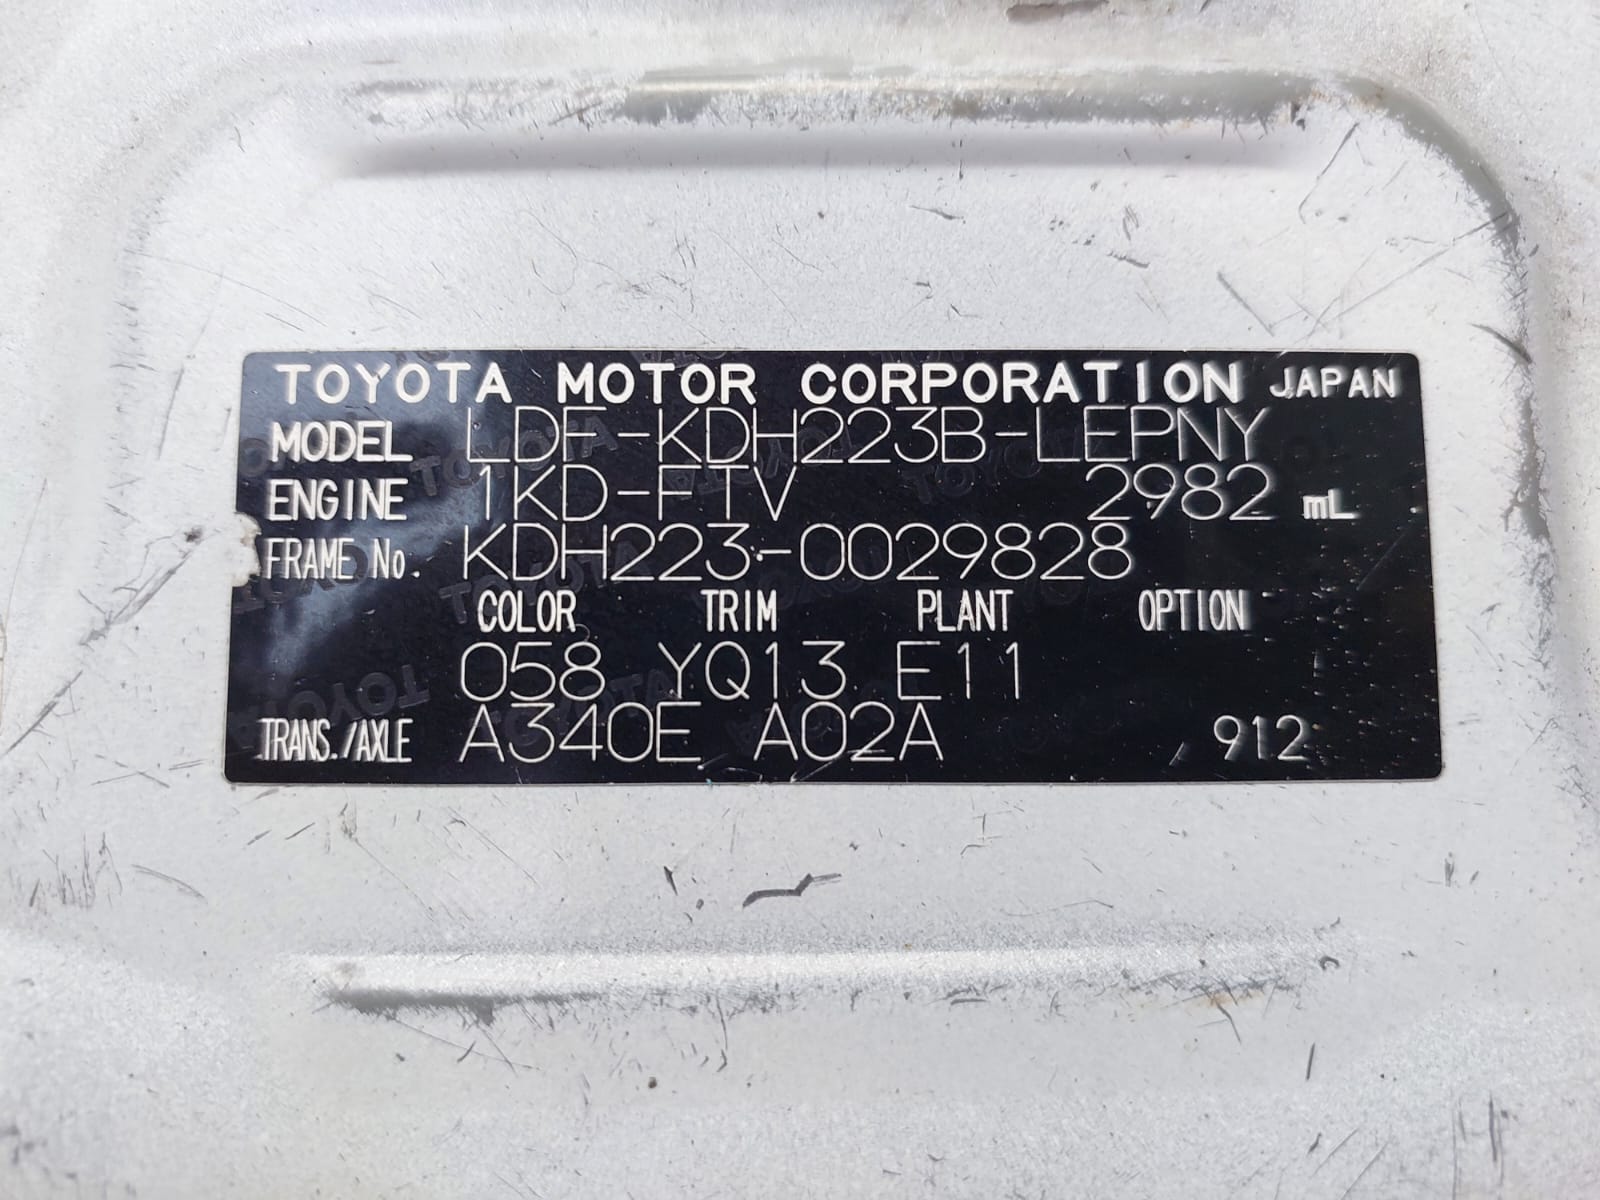 TOYOTA MOTOR CORPORATION JAPAN
MODEL LDF-KDH223B-LEPNY
ENGINE 1KD-FTV 2982 mL
FRAME No. KDH223-0029828
COLOR TRIM PLANT OPTION
058 YQ13 E11
TRANS./AXLE A340E A02A 912